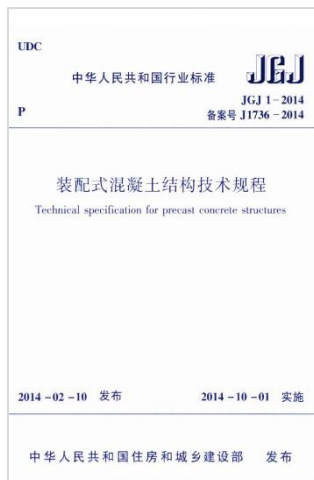 UDC
中华人民共和国行业标准
JGJ
JGJ 1-2014
P
备案号 J1736-2014
装配式混凝土结构技术规程
Technical specification for precast concrete structures
2014-02-10 发布
2014-10-01 实施
中华人民共和国住房和城乡建设部 发布